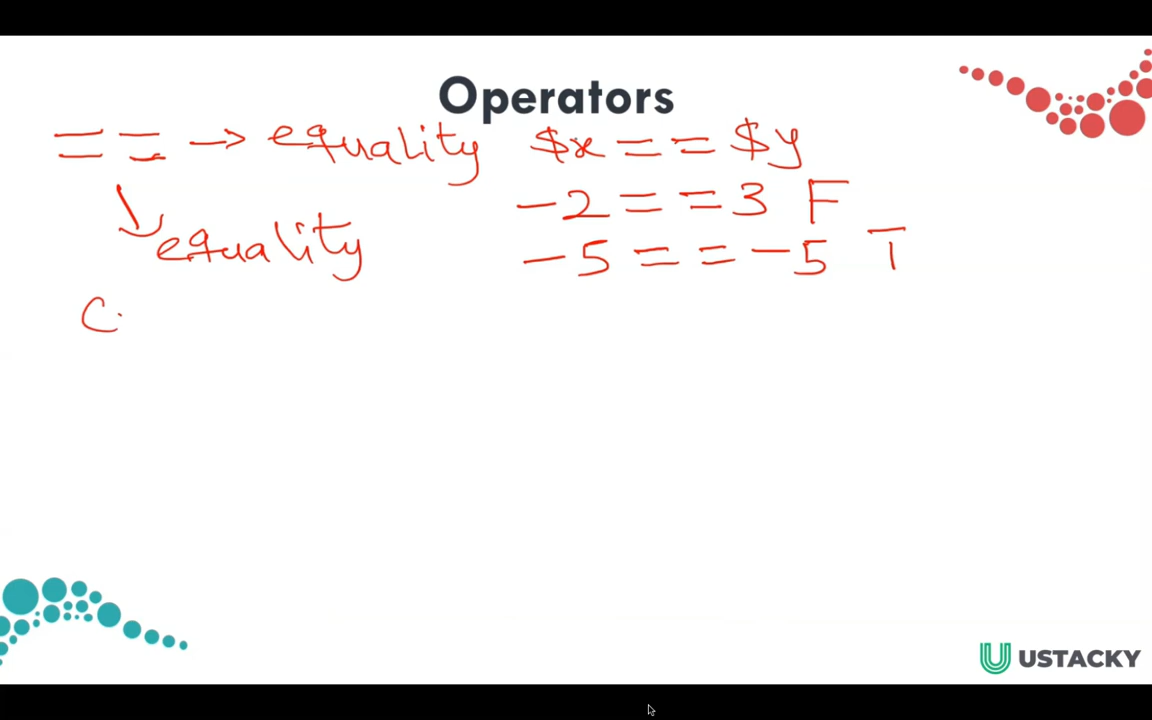 Operators
== → equality $x == $y
-2 == 3 F
equality
-5 == -5 T
C
USTACKY